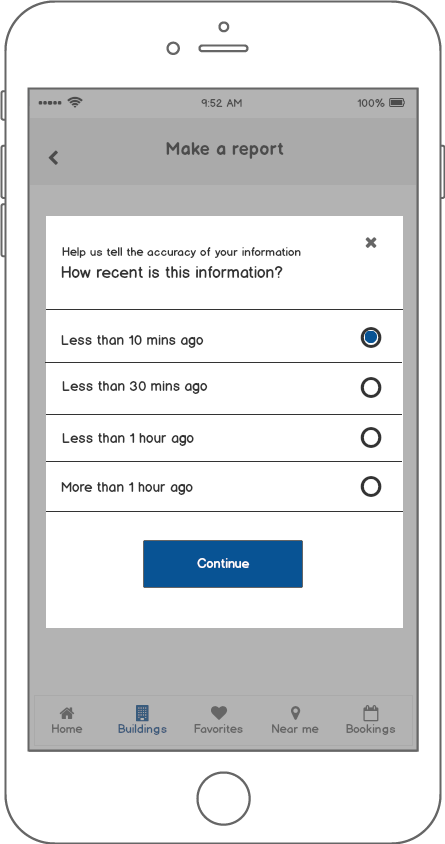 9:52 AM
100%
Make a report
Help us tell the accuracy of your information
How recent is this information?
Less than 10 mins ago
Less than 30 mins ago
Less than 1 hour ago
More than 1 hour ago
Continue
Home Buildings Favorites Near me Bookings